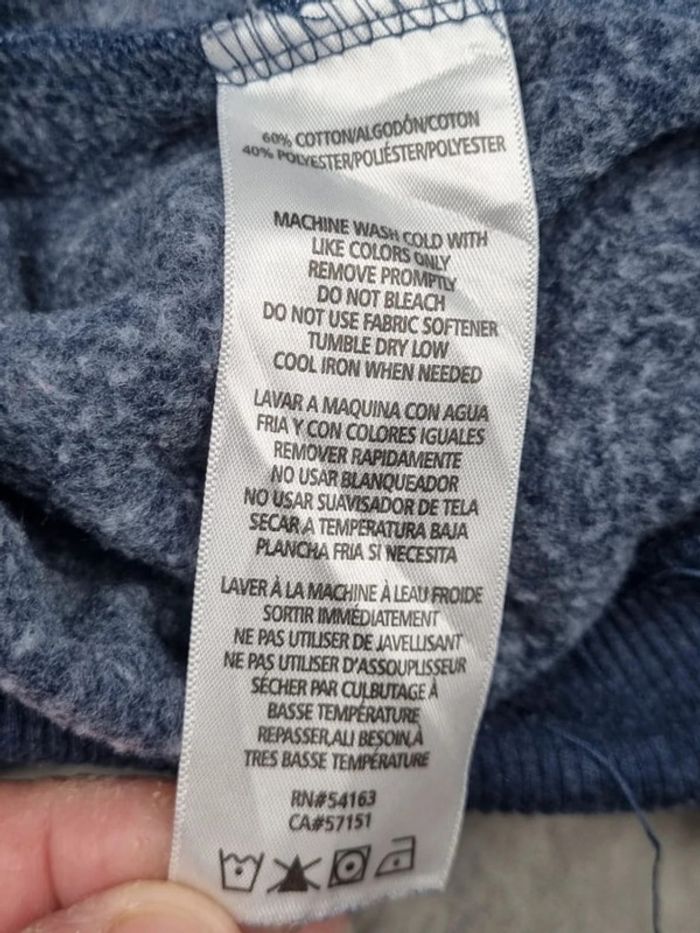 60% COTTON/ALGODÓN/COTON
40% POLYESTER/POLIÉSTER/POLYESTER
MACHINE WASH COLD WITH
LIKE COLORS ONLY
REMOVE PROMPTLY
DO NOT BLEACH
DO NOT USE FABRIC SOFTENER
TUMBLE DRY LOW
COOL IRON WHEN NEEDED
LAVAR A MAQUINA CON AGUA
FRIA Y CON COLORES IGUALES
REMOVER RAPIDAMENTE
NO USAR BLANQUEADOR
NO USAR SUAVISADOR DE TELA
SECAR A TEMPERATURA BAJA
PLANCHA FRIA SI NECESITA
LAVER À LA MACHINE À LEAU FROIDE
SORTIR IMMÉDIATEMENT
NE PAS UTILISER DE JAVELLISANT
NE PAS UTILISER D'ASSOUPLISSEUR
SÉCHER PAR CULBUTAGE À
BASSE TEMPÉRATURE
REPASSER,ALI BESOIN,À
TRES BASSE TEMPÉRATURE
RN#54163
CA#57151